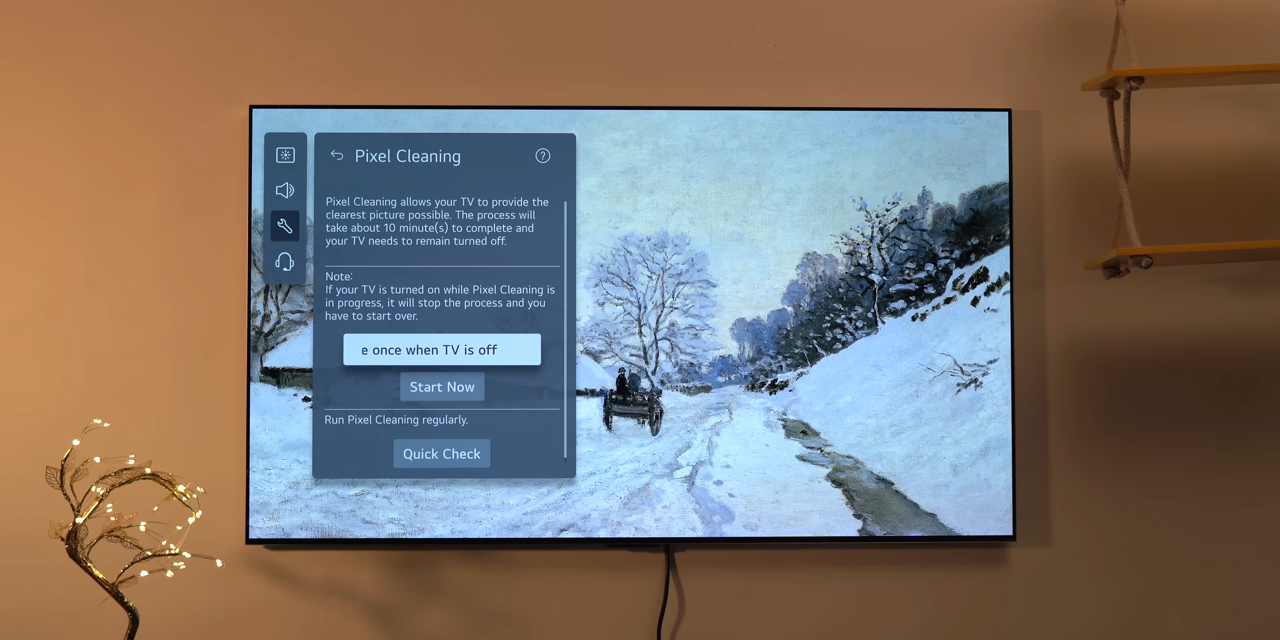 Pixel Cleaning
Pixel Cleaning allows your TV to provide the
clearest picture possible. The process will
take about 10 minute(s) to complete and
your TV needs to remain turned off.
Note:
If your TV is turned on while Pixel Cleaning is
in progress, it will stop the process and you
have to start over.
e once when TV is off
Start Now
Run Pixel Cleaning regularly.
Quick Check